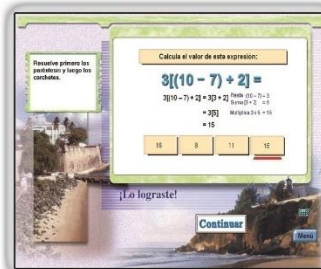 Resuelve primero los
paréntesis y luego los
corchetes.
Calcula el valor de esta expresión:
3[(10 – 7) + 2] =
3[(10 – 7) + 2] = 3[3 + 2]
Resta (10 – 7) = 3
Suma [3 + 2] = 5
= 3[5]
Multiplica 3 x 5 = 15
= 15
16
9
11
15
¡Lo lograste!
Continuar
Menú